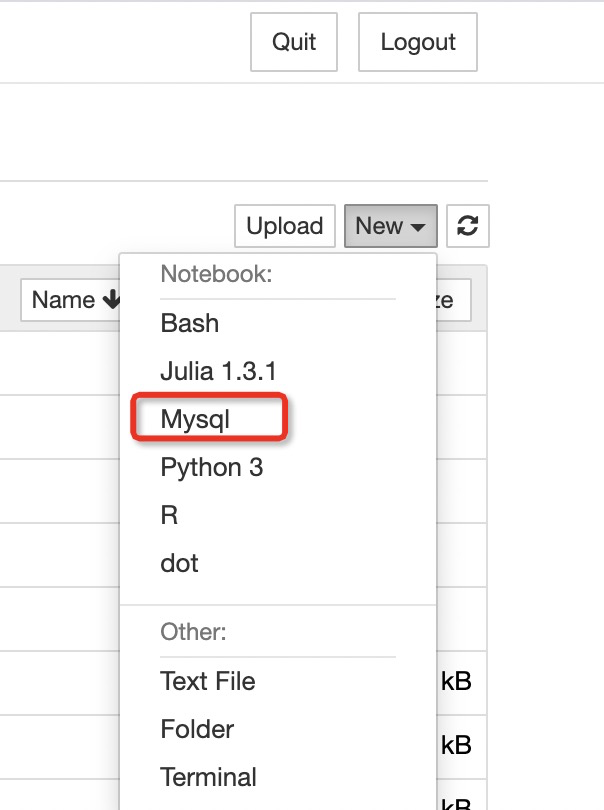 Quit Logout
Upload New
Notebook:
Name ze
Bash
Julia 1.3.1
Mysql
Python 3
R
dot
Other:
Text File kB
Folder kB
Terminal
kB